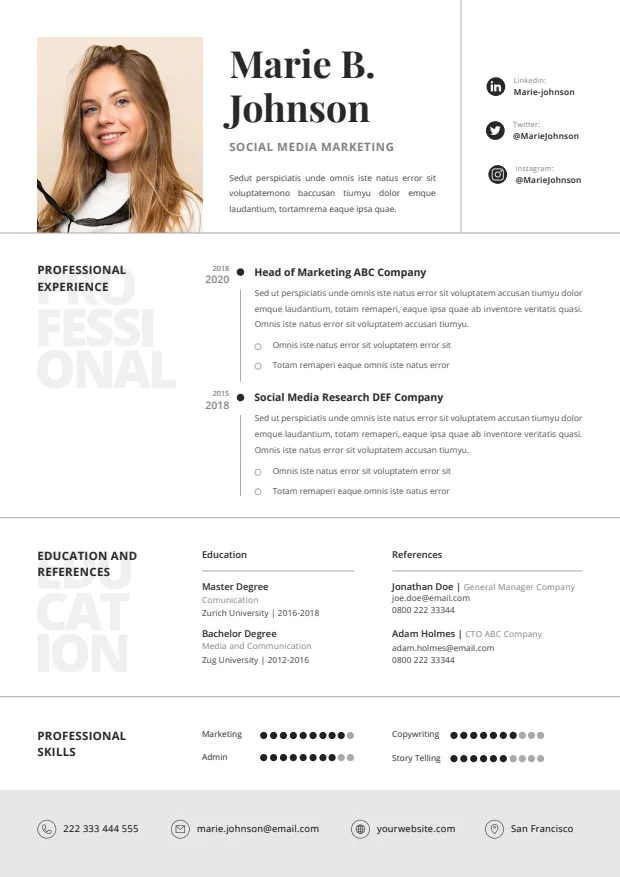 Marie B.
Johnson
SOCIAL MEDIA MARKETING
Sedut perspiciatis unde omnis iste natus error sit
voluptatemono baccusan tiumyu dolor emque
laudantium, tortamrema eaque ipsa quae.
Linkedin:
Marie-johnson
Twitter:
@MarieJohnson
Instagram:
@MarieJohnson
PROFESSIONAL
EXPERIENCE
PRO
FESSI
ONAL
2018
2020
Head of Marketing ABC Company
Sed ut perspiciatis unde omnis iste natus error sit voluptatem accusan tiumyu dolor
emque laudantium, totam remaperi, eaque ipsa quae ab inventore veritatis quasi.
Omnis iste natus error sit voluptatem accusan tiumyu.
Omnis iste natus error sit voluptatem error sit
Totam remaperi eaque omnis iste natus error
2015
2018
Social Media Research DEF Company
Sed ut perspiciatis unde omnis iste natus error sit voluptatem accusan tiumyu dolor
emque laudantium, totam remaperi, eaque ipsa quae ab inventore veritatis quasi.
Omnis iste natus error sit voluptatem accusan tiumyu.
Omnis iste natus error sit voluptatem error sit
Totam remaperi eaque omnis iste natus error
EDUCATION AND
REFERENCES
EDU
CAT
ION
Education
Master Degree
Comunication
Zurich University | 2016-2018
Bachelor Degree
Media and Communication
Zug University | 2012-2016
References
Jonathan Doe | General Manager Company
joe.doe@email.com
0800 222 33344
Adam Holmes | CTO ABC Company
adam.holmes@email.com
0800 222 33344
PROFESSIONAL
SKILLS
Marketing
Admin
Copywriting
Story Telling
222 333 444 555
marie.johnson@email.com
yourwebsite.com
San Francisco